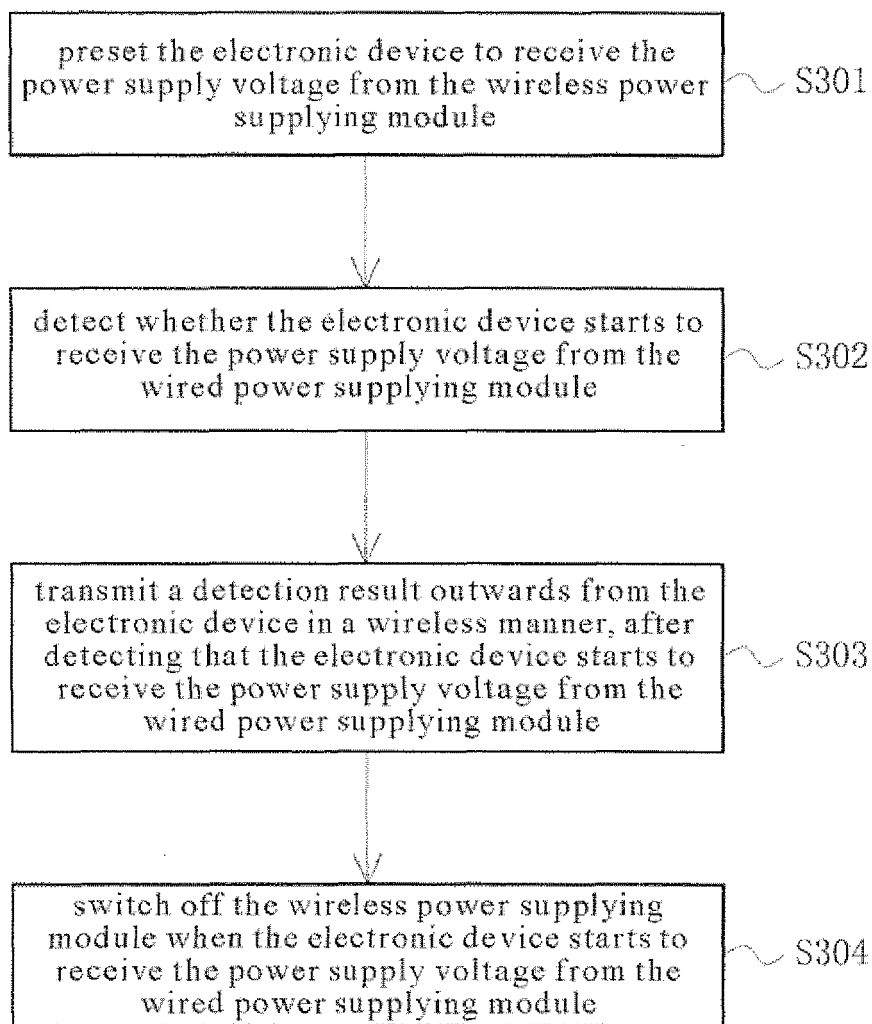 preset the electronic device to receive the
power supply voltage from the wireless power
supplying module
S301
detect whether the electronic device starts to
receive the power supply voltage from the
wired power supplying module
S302
transmit a detection result outwards from the
electronic device in a wireless manner, after
detecting that the electronic device starts to
receive the power supply voltage from the
wired power supplying module
S303
switch off the wireless power supplying
module when the electronic device starts to
receive the power supply voltage from the
wired power supplying module
S304